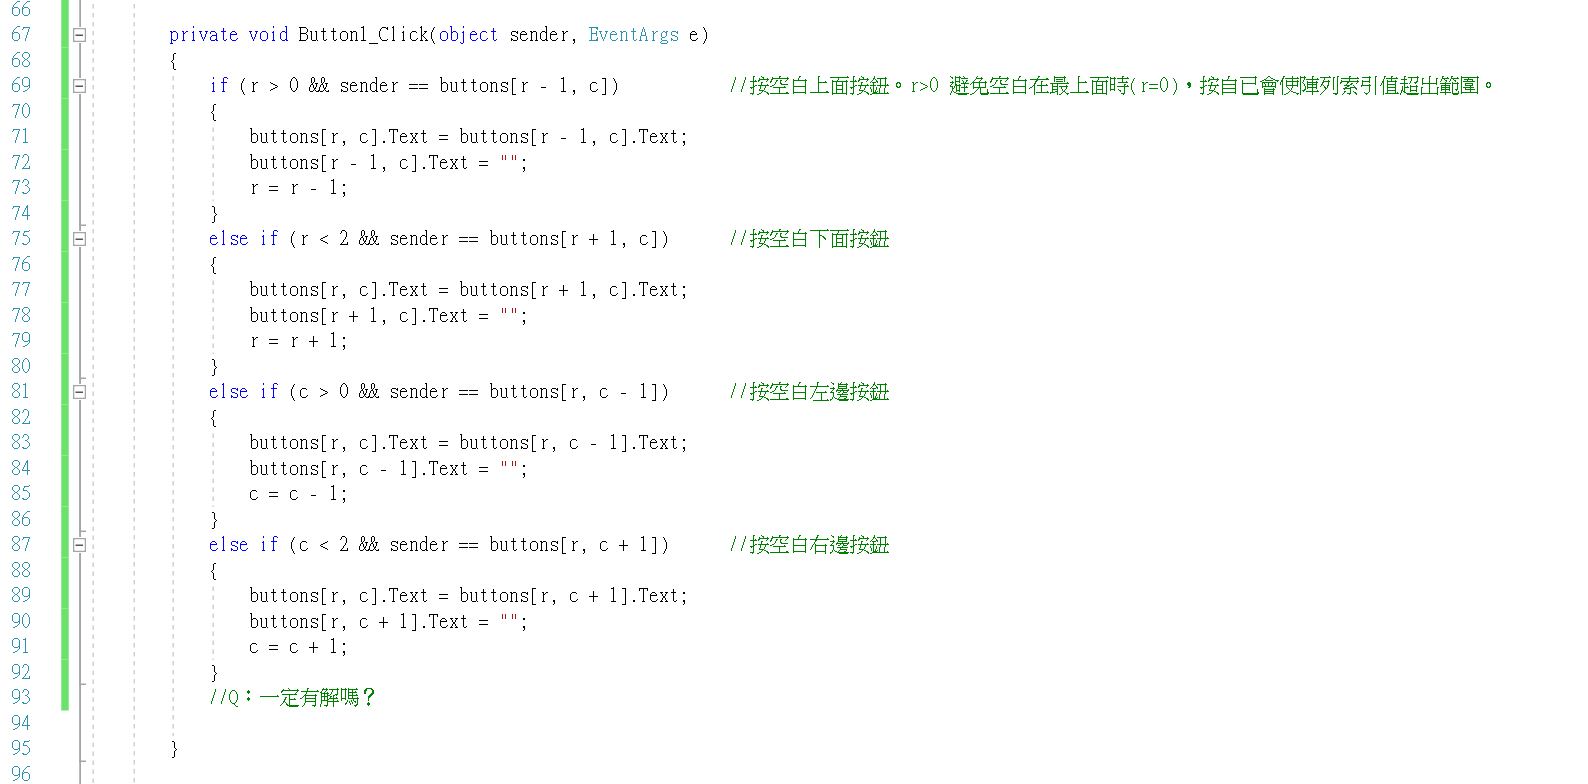 66
67 private void Button1_Click(object sender, EventArgs e)
68 {
69 if (r > 0 && sender == buttons[r - 1, c]) //按空白上面按鈕。r>0 避免空白在最上面時(r=0)，按自已會使陣列索引值超出範圍。
70 {
71 buttons[r, c].Text = buttons[r - 1, c].Text;
72 buttons[r - 1, c].Text = "";
73 r = r - 1;
74 }
75 else if (r < 2 && sender == buttons[r + 1, c]) //按空白下面按鈕
76 {
77 buttons[r, c].Text = buttons[r + 1, c].Text;
78 buttons[r + 1, c].Text = "";
79 r = r + 1;
80 }
81 else if (c > 0 && sender == buttons[r, c - 1]) //按空白左邊按鈕
82 {
83 buttons[r, c].Text = buttons[r, c - 1].Text;
84 buttons[r, c - 1].Text = "";
85 c = c - 1;
86 }
87 else if (c < 2 && sender == buttons[r, c + 1]) //按空白右邊按鈕
88 {
89 buttons[r, c].Text = buttons[r, c + 1].Text;
90 buttons[r, c + 1].Text = "";
91 c = c + 1;
92 }
93 //Q：一定有解嗎？
94
95 }
96